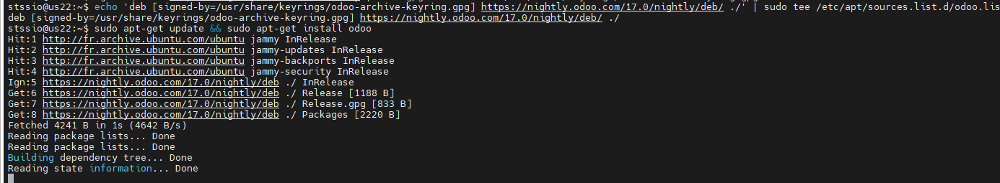 stssio@us22:~$ echo 'deb [signed-by=/usr/share/keyrings/odoo-archive-keyring.gpg] https://nightly.odoo.com/17.0/nightly/deb/ ./' | sudo tee /etc/apt/sources.list.d/odoo.lis
deb [signed-by=/usr/share/keyrings/odoo-archive-keyring.gpg] https://nightly.odoo.com/17.0/nightly/deb/ ./
stssio@us22:~$ sudo apt-get update && sudo apt-get install odoo
Hit:1 http://fr.archive.ubuntu.com/ubuntu jammy InRelease
Hit:2 http://fr.archive.ubuntu.com/ubuntu jammy-updates InRelease
Hit:3 http://fr.archive.ubuntu.com/ubuntu jammy-backports InRelease
Hit:4 http://fr.archive.ubuntu.com/ubuntu jammy-security InRelease
Ign:5 https://nightly.odoo.com/17.0/nightly/deb ./ InRelease
Get:6 https://nightly.odoo.com/17.0/nightly/deb ./ Release [1188 B]
Get:7 https://nightly.odoo.com/17.0/nightly/deb ./ Release.gpg [833 B]
Get:8 https://nightly.odoo.com/17.0/nightly/deb ./ Packages [2220 B]
Fetched 4241 B in 1s (4642 B/s)
Reading package lists... Done
Reading package lists... Done
Building dependency tree... Done
Reading state information... Done